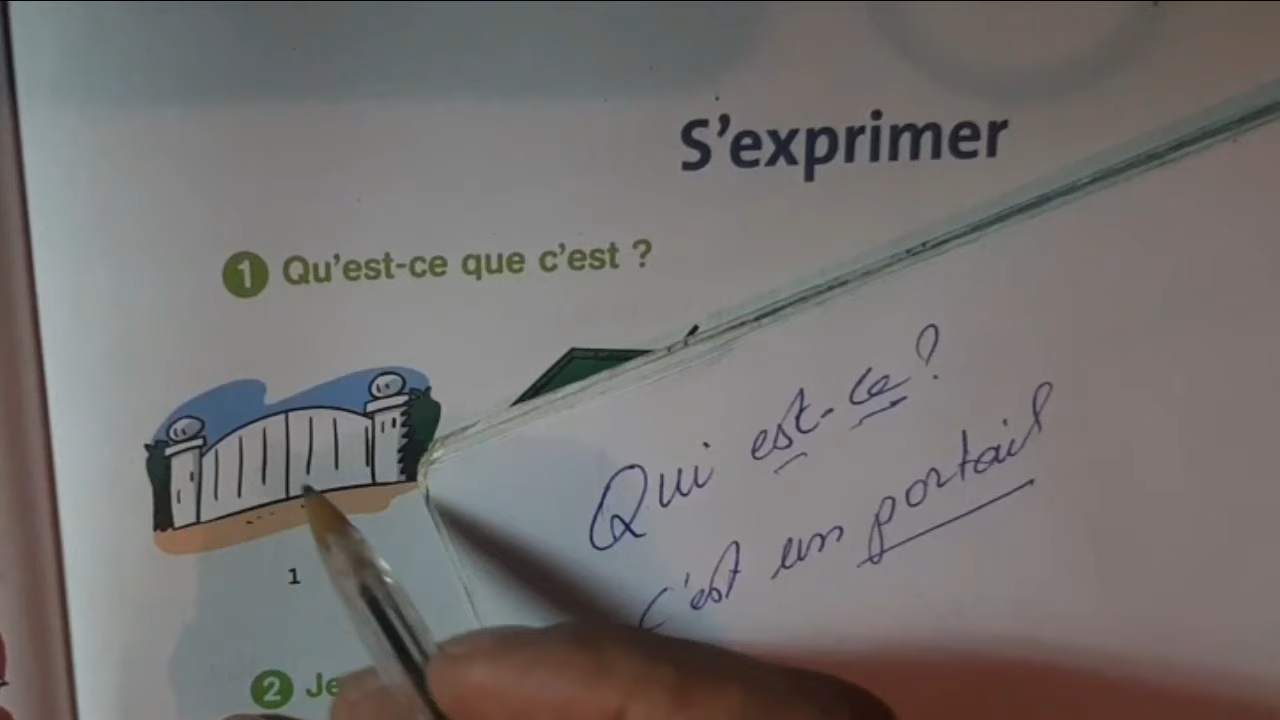 S'exprimer
1 Qu'est-ce que c'est ?
Qui est-ce ?
c'est un portail
1
2 Je